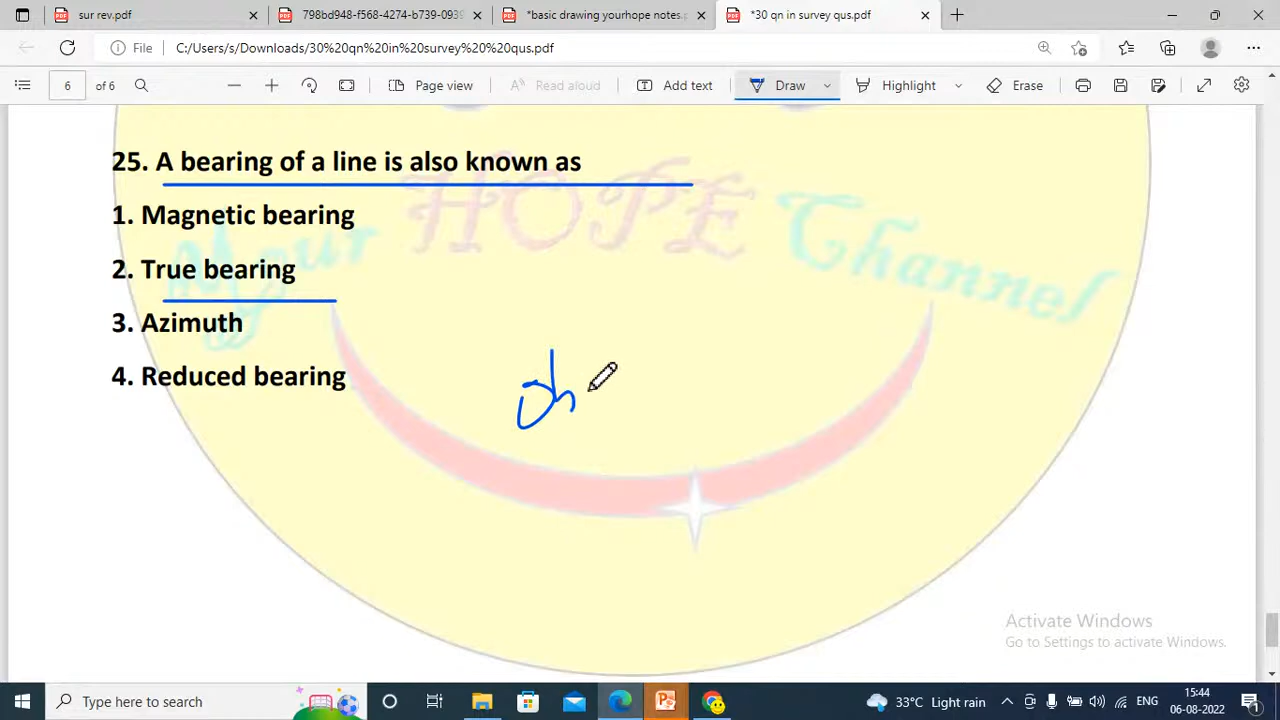 sur rev.pdf
798bd948-f568-4274-b739-0939
*basic drawing yourhope notes.p
*30 qn in survey qus.pdf
File
C:/Users/s/Downloads/30%20qn%20in%20survey%20%20qus.pdf
6 of 6
Page view
Read aloud
Add text
Draw
Highlight
Erase
25. A bearing of a line is also known as
1. Magnetic bearing
2. True bearing
3. Azimuth
4. Reduced bearing
Your HOPE Channel
Activate Windows
Go to Settings to activate Windows.
Type here to search
33°C Light rain
ENG
15:44
06-08-2022
1